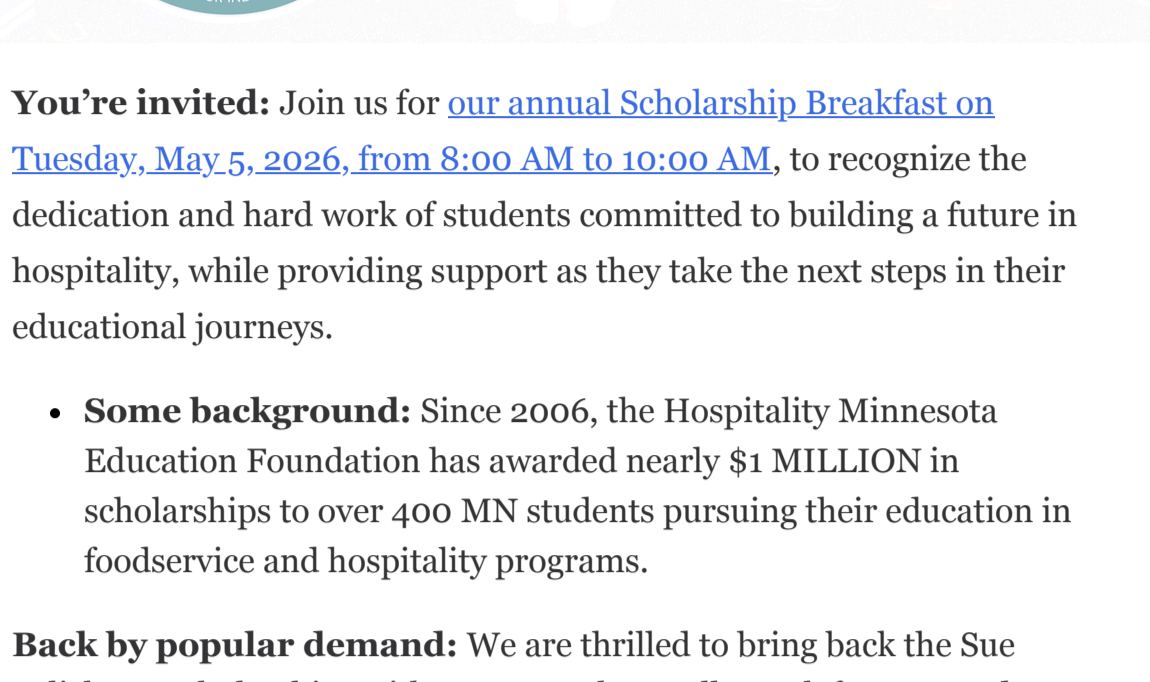 You’re invited: Join us for our annual Scholarship Breakfast on
Tuesday, May 5, 2026, from 8:00 AM to 10:00 AM, to recognize the
dedication and hard work of students committed to building a future in
hospitality, while providing support as they take the next steps in their
educational journeys.
• Some background: Since 2006, the Hospitality Minnesota
Education Foundation has awarded nearly $1 MILLION in
scholarships to over 400 MN students pursuing their education in
foodservice and hospitality programs.
Back by popular demand: We are thrilled to bring back the Sue